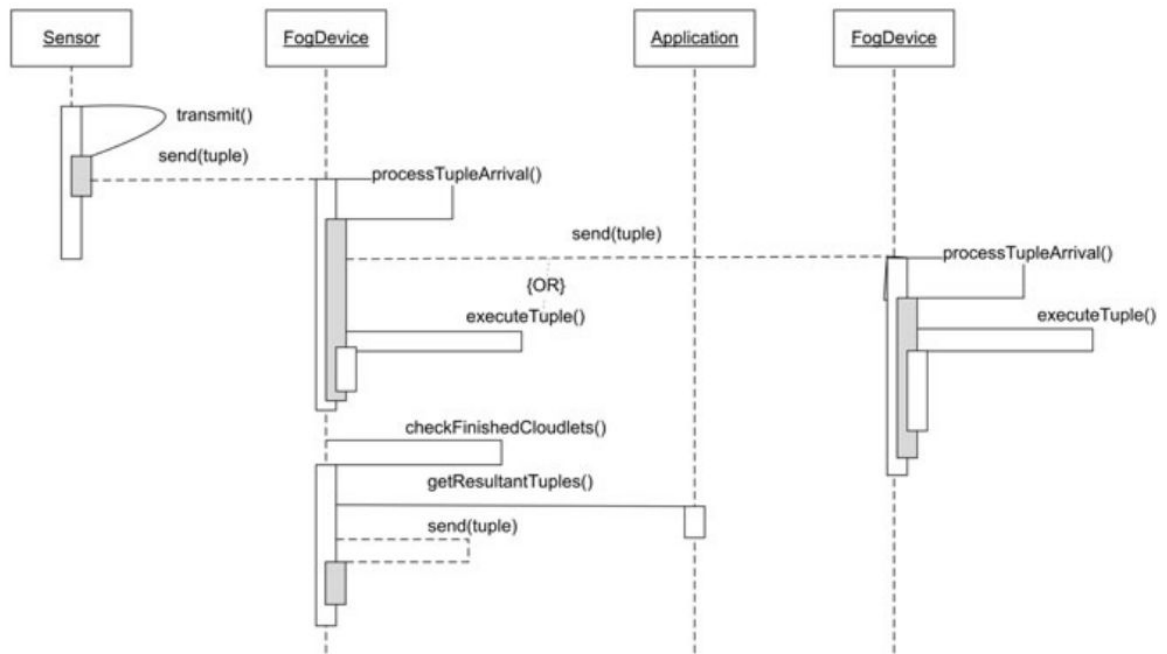 Sensor
FogDevice
Application
FogDevice
transmit()
send(tuple)
processTupleArrival()
send(tuple)
processTupleArrival()
{OR}
executeTuple()
executeTuple()
checkFinishedCloudlets()
getResultantTuples()
send(tuple)